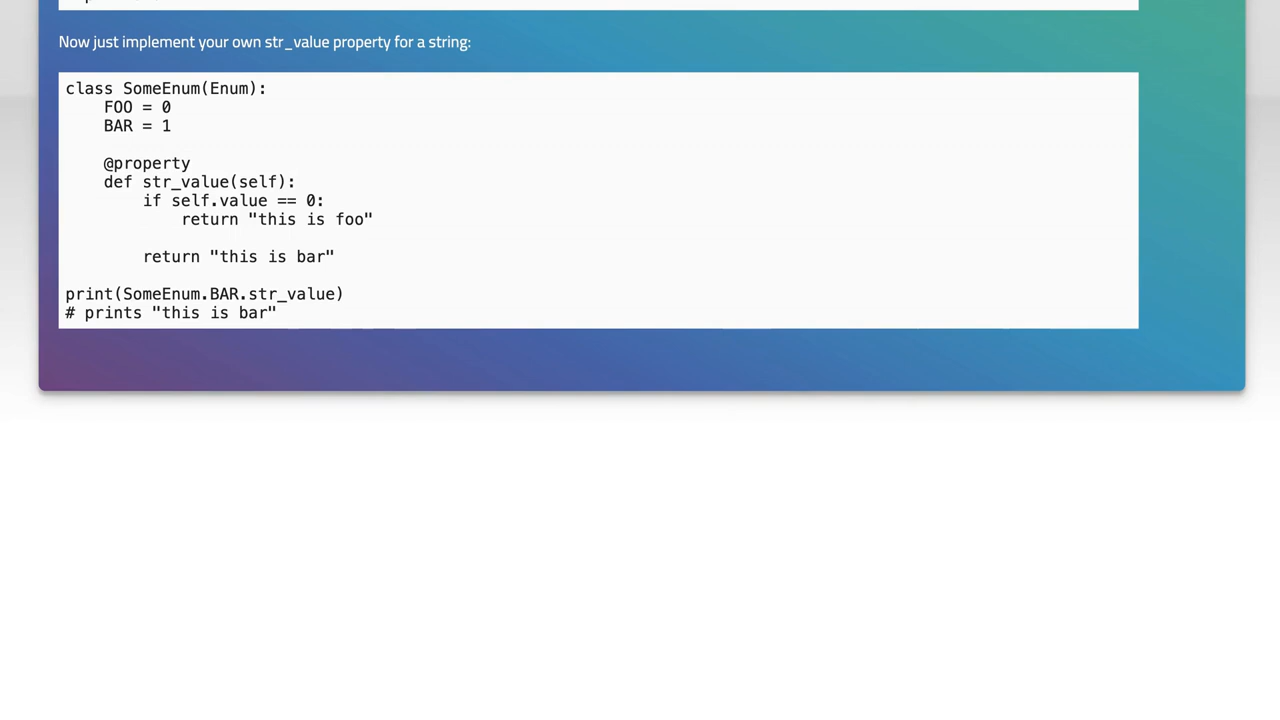 Now just implement your own str_value property for a string:
class SomeEnum(Enum):
    FOO = 0
    BAR = 1
    @property
    def str_value(self):
        if self.value == 0:
            return "this is foo"
        return "this is bar"
print(SomeEnum.BAR.str_value)
# prints "this is bar"